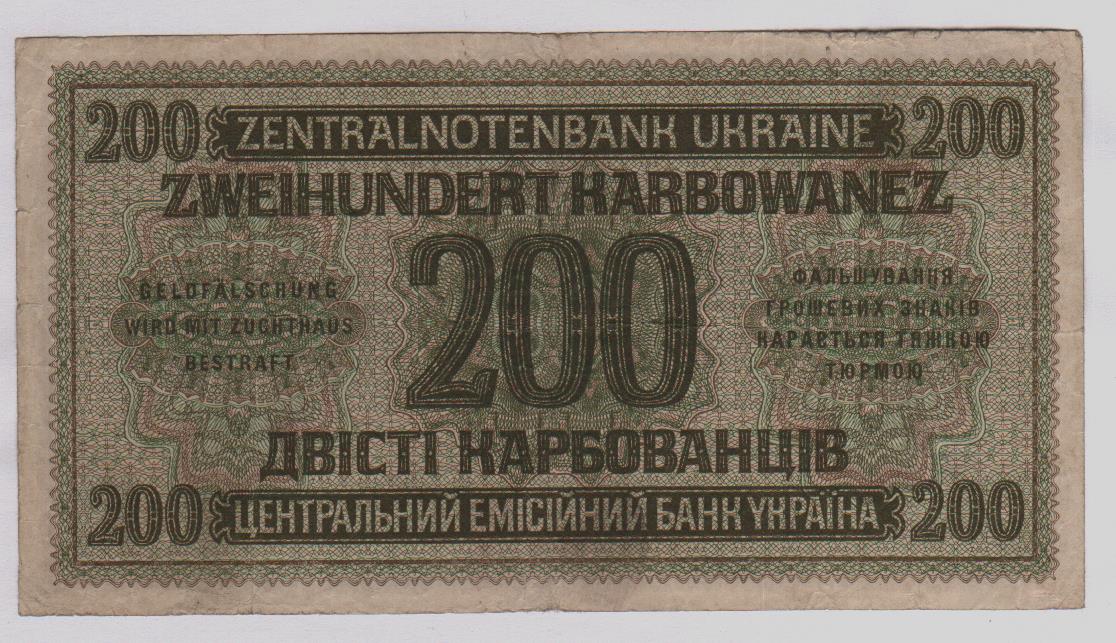 200 ZENTRALNOTENBANK UKRAINE 200
ZWEIHUNDERT KARBOWANEZ
200
GELDFÄLSCHUNG
WIRD MIT ZUCHTHAUS
BESTRAFT
ФАЛЬШУВАННЯ
ГРОШЕВИХ ЗНАКІВ
КАРАЄТЬСЯ ТЯЖКОЮ
ТЮРМОЮ
ДВІСТІ КАРБОВАНЦІВ
200 ЦЕНТРАЛЬНИЙ ЕМІСІЙНИЙ БАНК УКРАЇНА 200